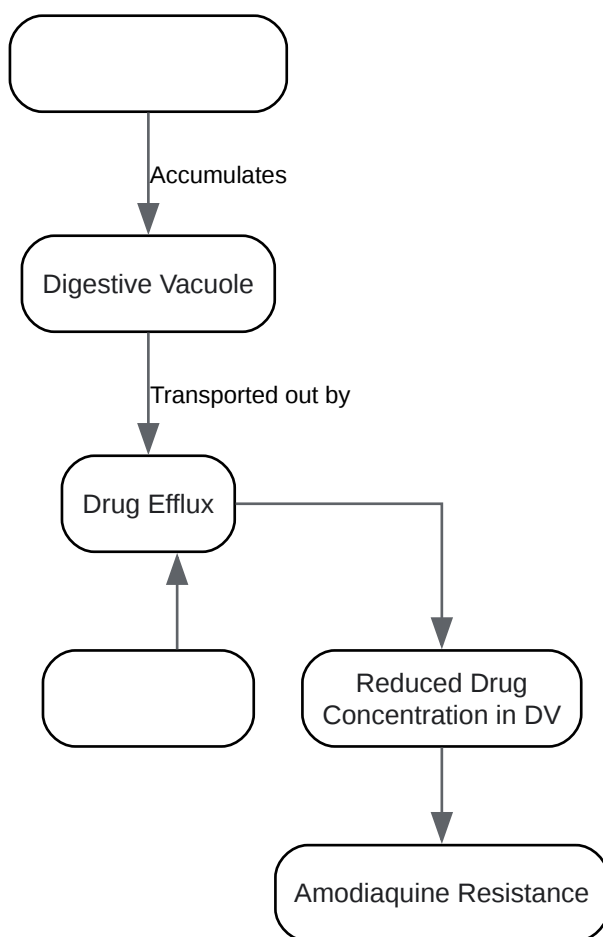 Accumulates
Digestive Vacuole
Transported out by
Drug Efflux
Reduced Drug
Concentration in DV
Amodiaquine Resistance